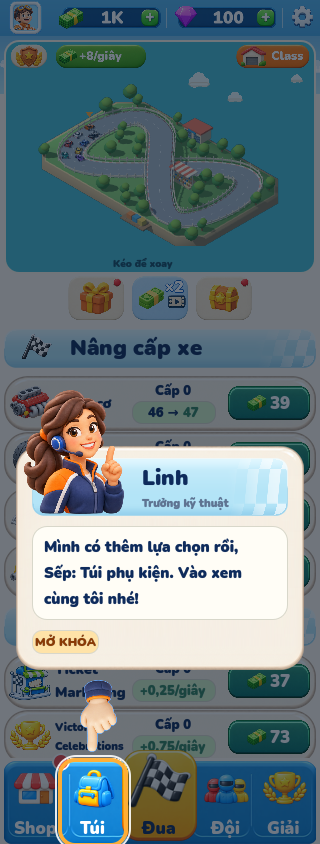 1K
100
+8/giây
Class
Kéo để xoay
x2
Nâng cấp xe
Cấp 0
46 → 47
39
Cấp 0
Linh
Trưởng kỹ thuật
Mình có thêm lựa chọn rồi,
Sếp: Túi phụ kiện. Vào xem
cùng tôi nhé!
MỞ KHÓA
Ticket
Marketing
+0,25/giây
37
Victory
Celebrations
Cấp 0
+0,75/giây
73
Shop
Túi
Đua
Đội
Giải